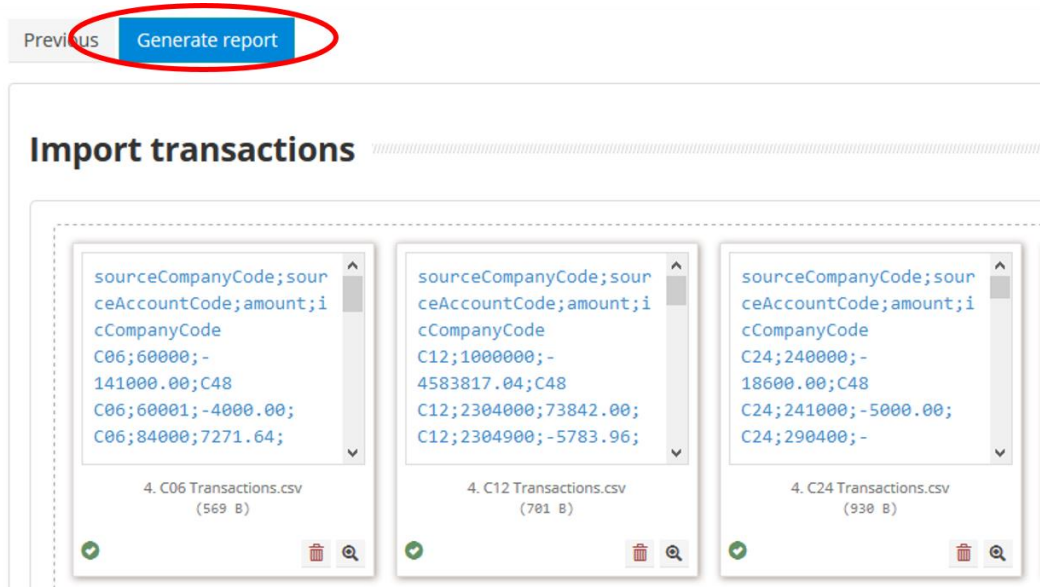 Previous
Generate report
Import transactions
sourceCompanyCode;sour
ceAccountCode;amount;i
cCompanyCode
C06;60000;-
141000.00;C48
C06;60001;-4000.00;
C06;84000;7271.64;
4. C06 Transactions.csv
(569 B)
sourceCompanyCode;sour
ceAccountCode;amount;i
cCompanyCode
C12;1000000;-
4583817.04;C48
C12;2304000;73842.00;
C12;2304900;-5783.96;
4. C12 Transactions.csv
(701 B)
sourceCompanyCode;sour
ceAccountCode;amount;i
cCompanyCode
C24;240000;-
18600.00;C48
C24;241000;-5000.00;
C24;290400;-
4. C24 Transactions.csv
(930 B)